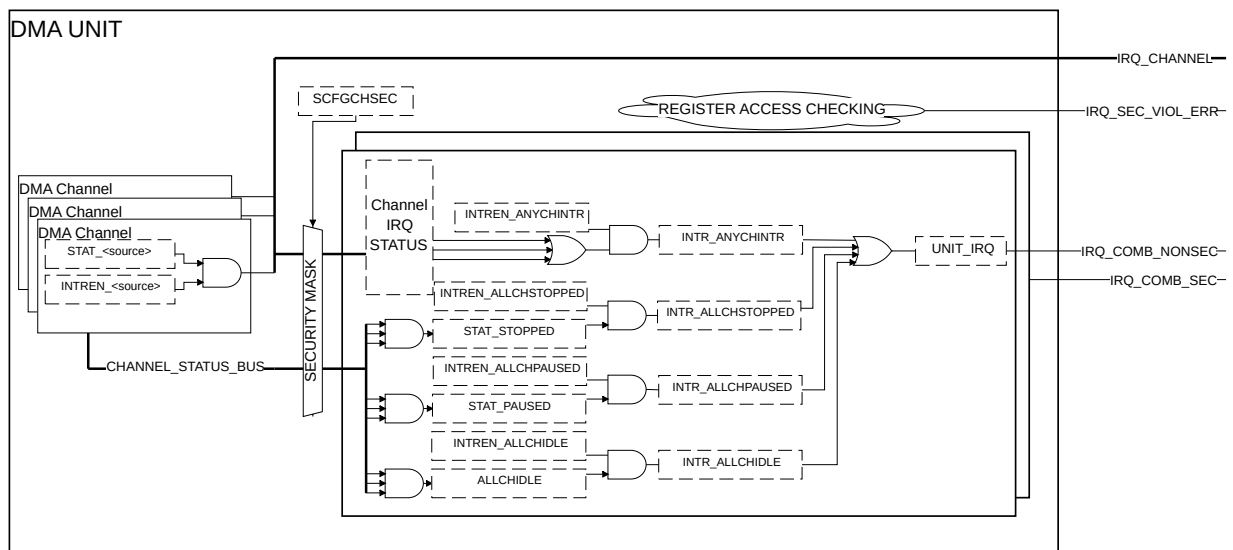 DMA UNIT
IRQ_CHANNEL
SCFGCHSEC
REGISTER ACCESS CHECKING
IRQ_SEC_VIOL_ERR
DMA Channel
DMA Channel
DMA Channel
STAT_<source>
INTREN_<source>
CHANNEL_STATUS_BUS
SECURITY MASK
Channel
IRQ
STATUS
INTREN_ANYCHINTR
INTR_ANYCHINTR
UNIT_IRQ
IRQ_COMB_NONSEC
IRQ_COMB_SEC
INTREN_ALLCHSTOPPED
INTR_ALLCHSTOPPED
STAT_STOPPED
INTREN_ALLCHPAUSED
INTR_ALLCHPAUSED
STAT_PAUSED
INTREN_ALLCHIDLE
INTR_ALLCHIDLE
ALLCHIDLE